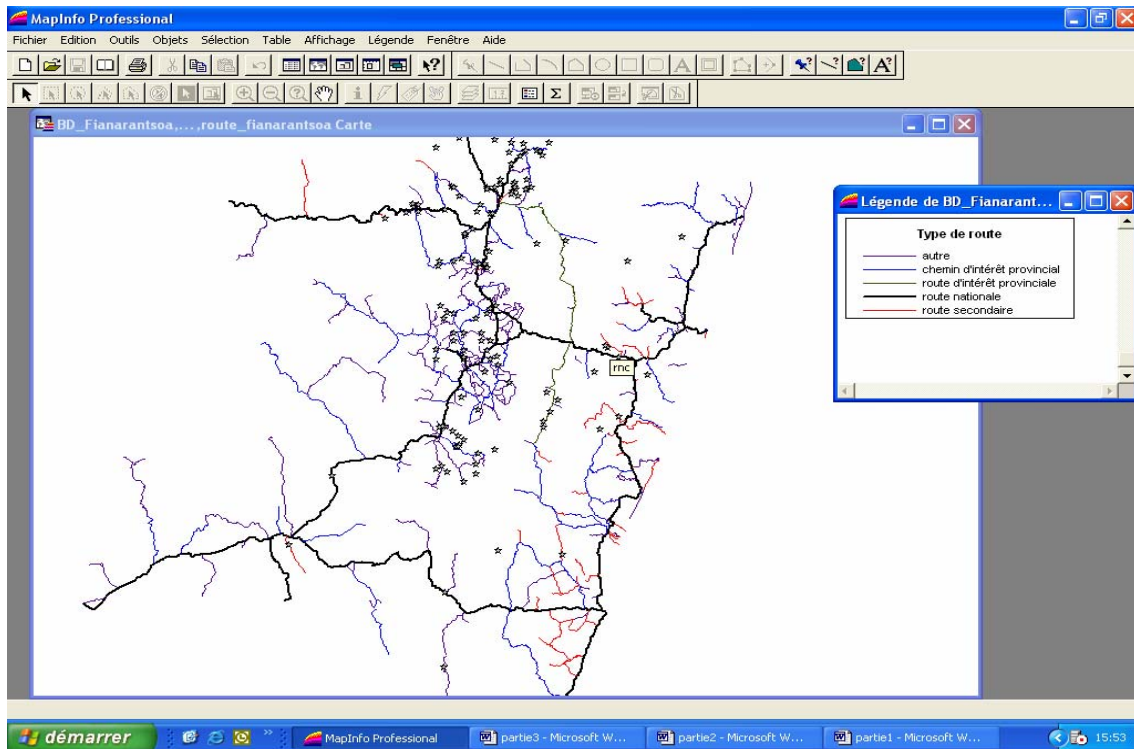 MapInfo Professional
Fichier Edition Outils Objets Sélection Table Affichage Légende Fenêtre Aide
BD_Fianarantsoa,...,route_fianarantsoa Carte
rnc
Légende de BD_Fianarant...
Type de route
autre
chemin d'intérêt provincial
route d'intérêt provinciale
route nationale
route secondaire
démarrer
MapInfo Professional
partie3 - Microsoft W...
partie2 - Microsoft W...
partie1 - Microsoft W...
15:53